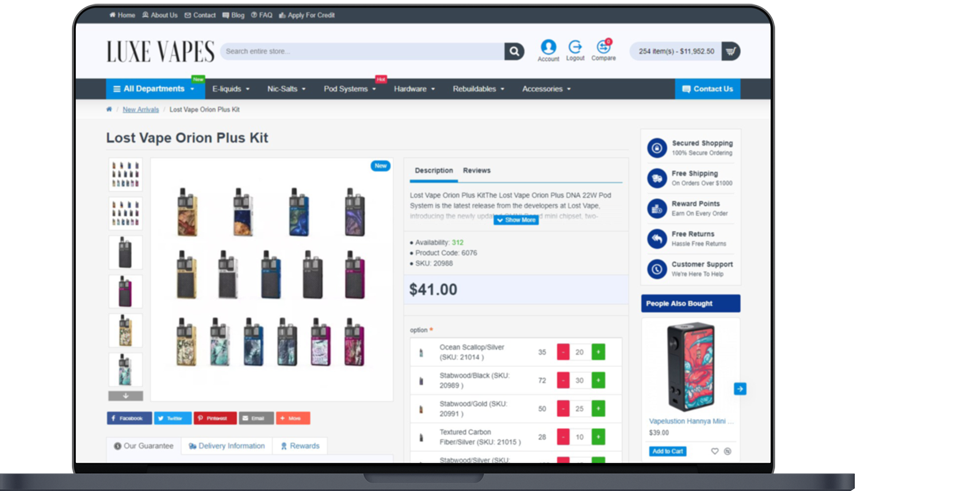 Home About Us Contact Blog FAQ Apply For Credit
LUXE VAPES
Search entire store...
Account Logout Compare
254 item(s) - $11,952.50
New
Hot
All Departments E-liquids Nic-Salts Pod Systems Hardware Rebuildables Accessories
Contact Us
/ New Arrivals / Lost Vape Orion Plus Kit
Lost Vape Orion Plus Kit
New
Description Reviews
Lost Vape Orion Plus KitThe Lost Vape Orion Plus DNA 22W Pod
System is the latest release from the developers at Lost Vape,
introducing the newly mini chipset, two-
Show More
• Availability: 312
• Product Code: 6076
• SKU: 20988
$41.00
option *
Ocean Scallop/Silver
(SKU: 21014 )
35 - 20 +
Stabwood/Black (SKU:
20989 )
72 - 30 +
Stabwood/Gold (SKU:
20991 )
50 - 25 +
Textured Carbon
Fiber/Silver (SKU: 21015 )
28 - 10 +
Stabwood/Silver (SKU:
Facebook Twitter Pinterest Email + More
Our Guarantee Delivery Information Rewards
Secured Shopping
100% Secure Ordering
Free Shipping
On Orders Over $1000
Reward Points
Earn On Every Order
Free Returns
Hassle Free Returns
Customer Support
We're Here To Help
People Also Bought
Vapelustion Hannya Mini ...
$39.00
Add to Cart